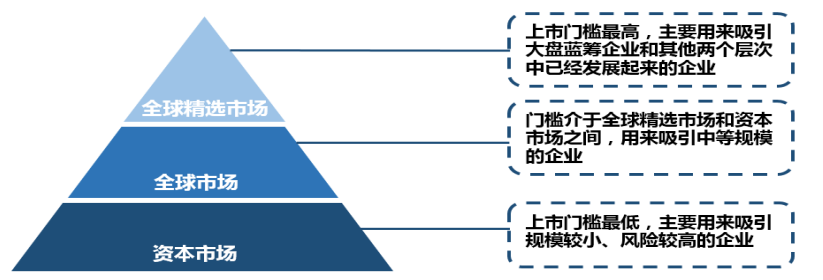 上市门槛最高，主要用来吸引
大盘蓝筹企业和其他两个层次
中已经发展起来的企业
全球精选市场
门槛介于全球精选市场和资本
市场之间，用来吸引中等规模
的企业
全球市场
上市门槛最低，主要用来吸引
规模较小、风险较高的企业
资本市场